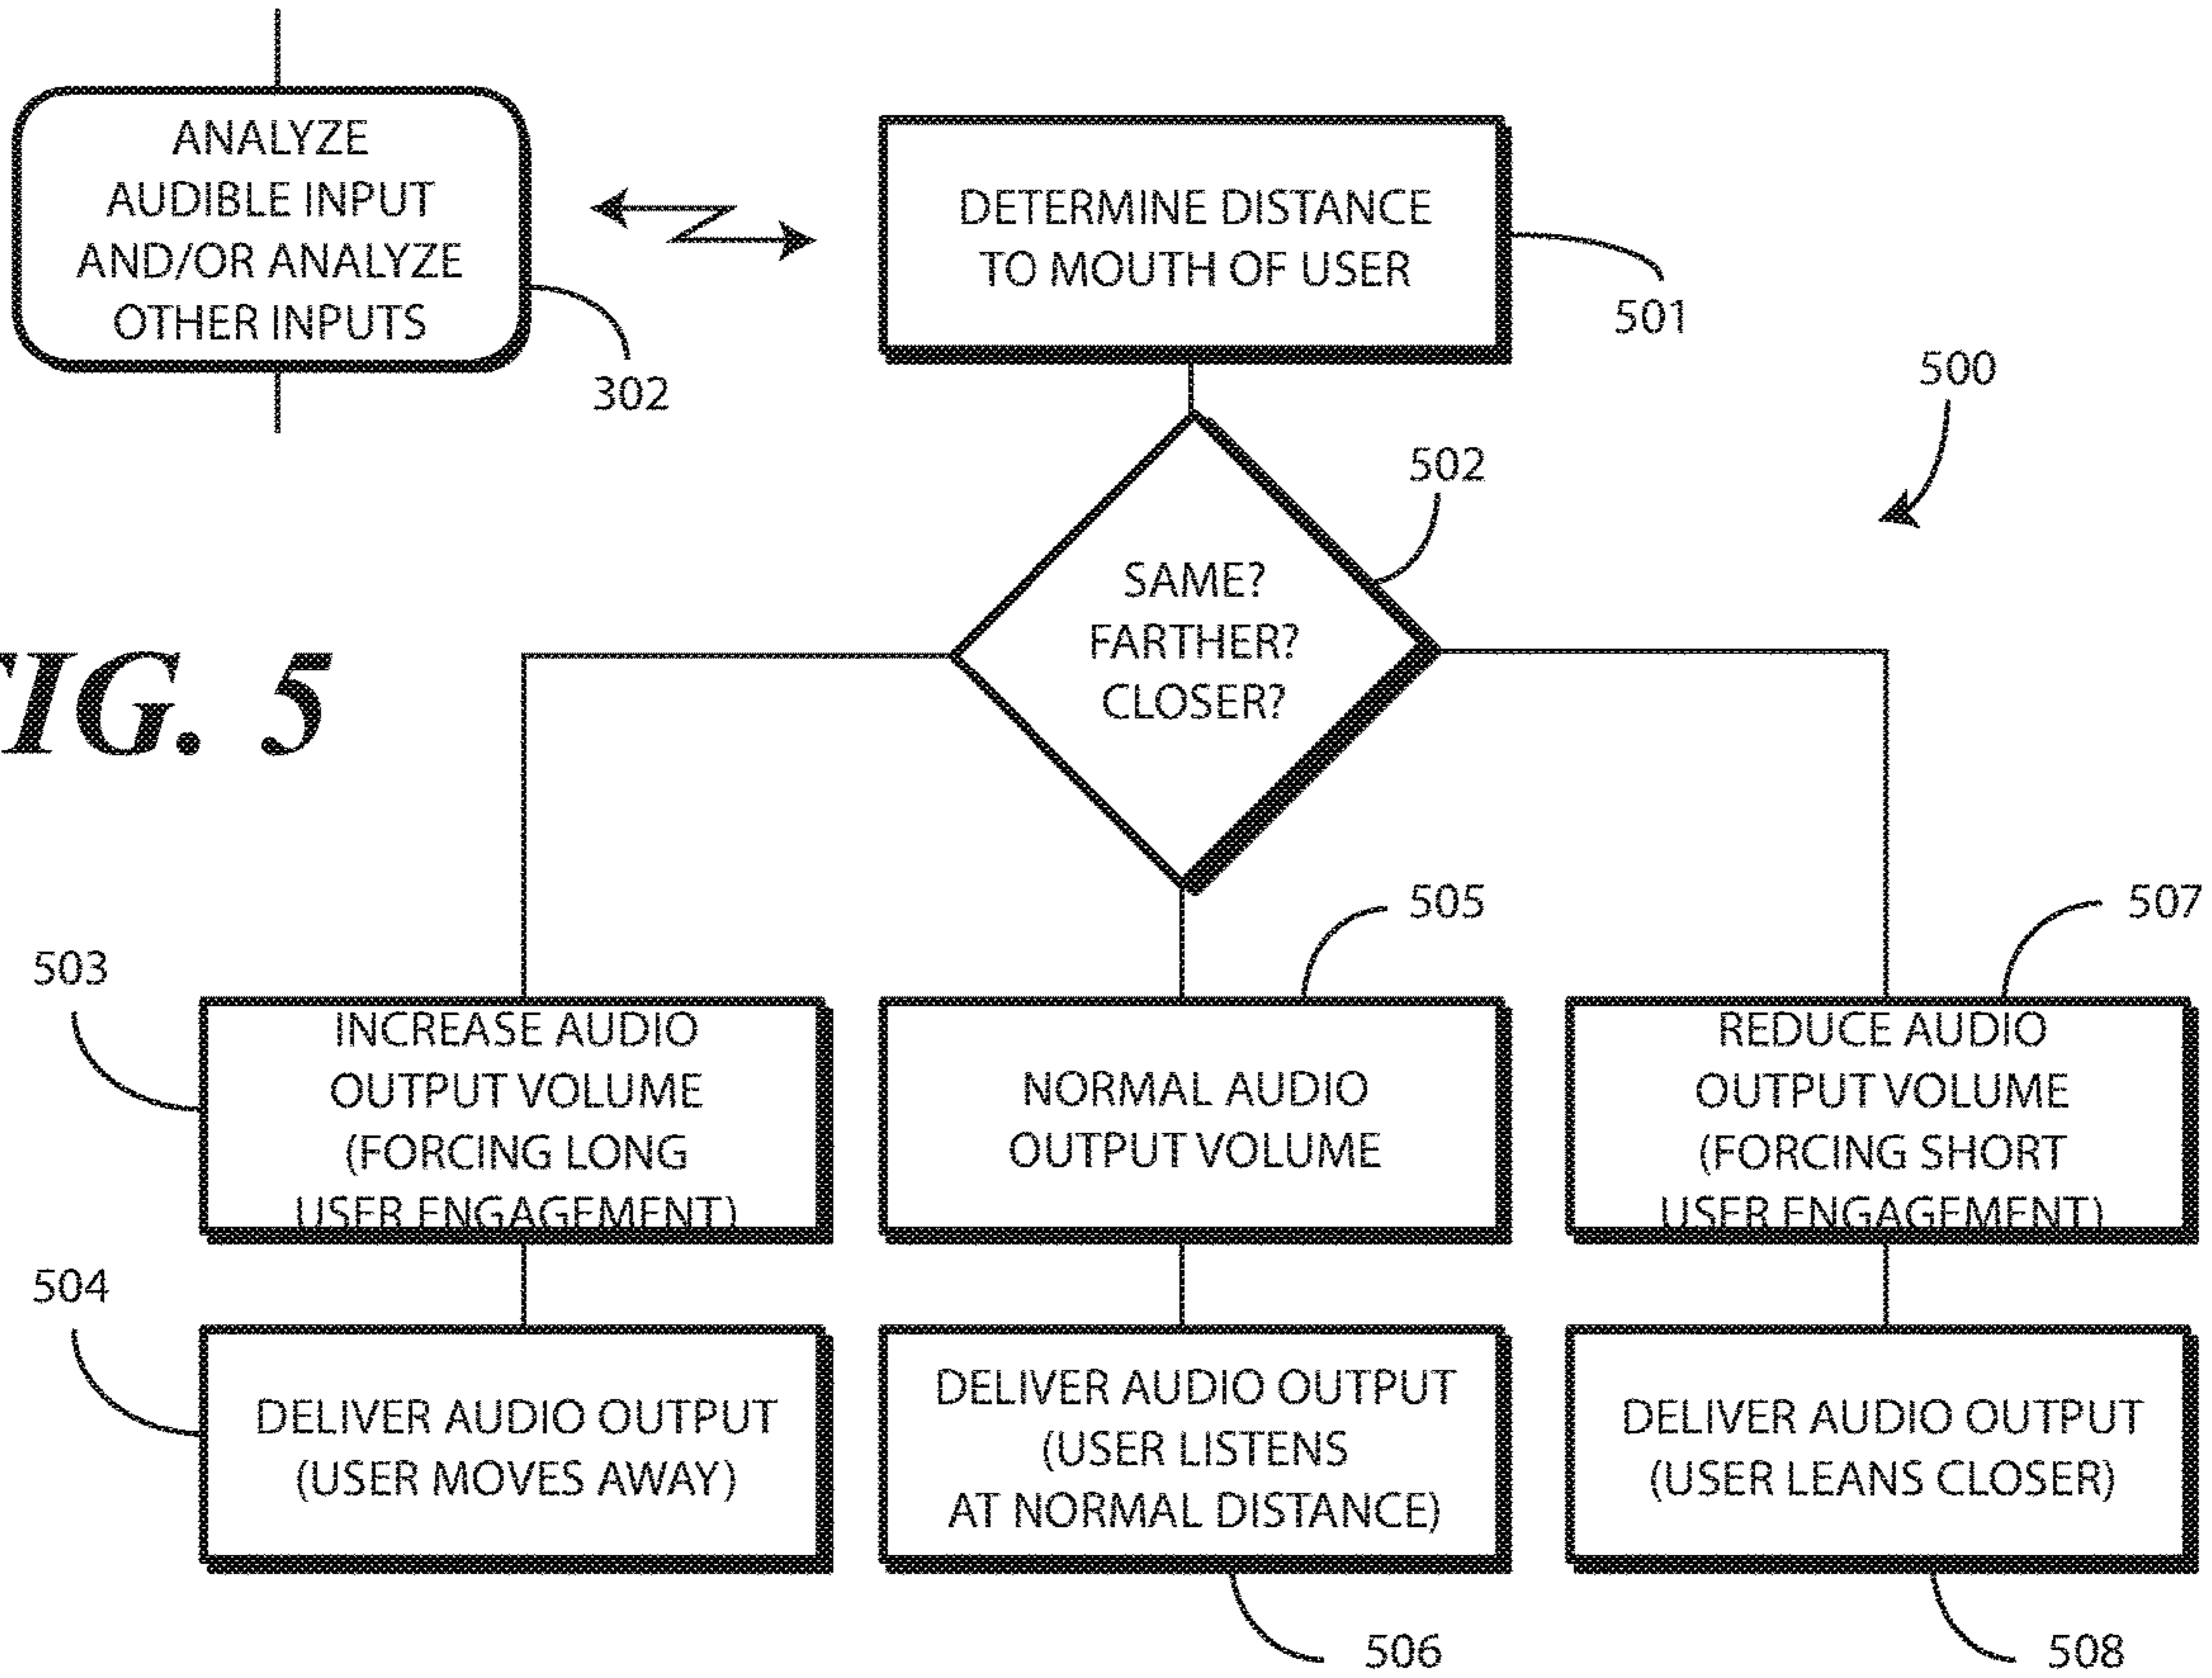 ANALYZE
AUDIBLE INPUT
AND/OR ANALYZE
OTHER INPUTS
302
DETERMINE DISTANCE
TO MOUTH OF USER
501
500
502
SAME?
FARTHER?
CLOSER?
FIG. 5
503
INCREASE AUDIO
OUTPUT VOLUME
(FORCING LONG
USER ENGAGEMENT)
505
NORMAL AUDIO
OUTPUT VOLUME
507
REDUCE AUDIO
OUTPUT VOLUME
(FORCING SHORT
USER ENGAGEMENT)
504
DELIVER AUDIO OUTPUT
(USER MOVES AWAY)
DELIVER AUDIO OUTPUT
(USER LISTENS
AT NORMAL DISTANCE)
506
DELIVER AUDIO OUTPUT
(USER LEANS CLOSER)
508